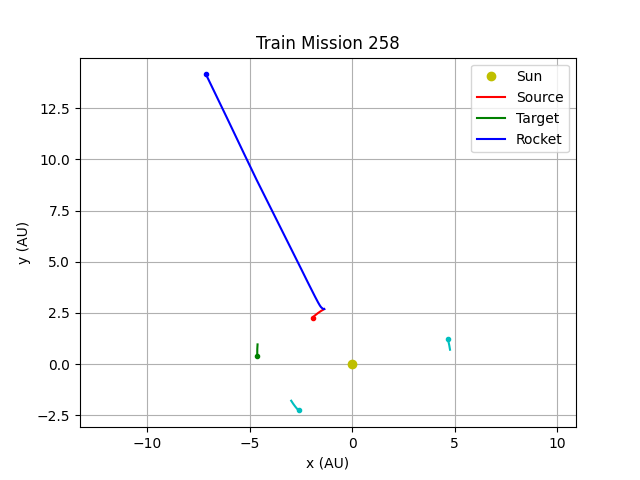 Train Mission 258
Sun
Source
Target
Rocket
12.5
10.0
7.5
5.0
2.5
0.0
−2.5
y (AU)
−10
−5
0
5
10
x (AU)